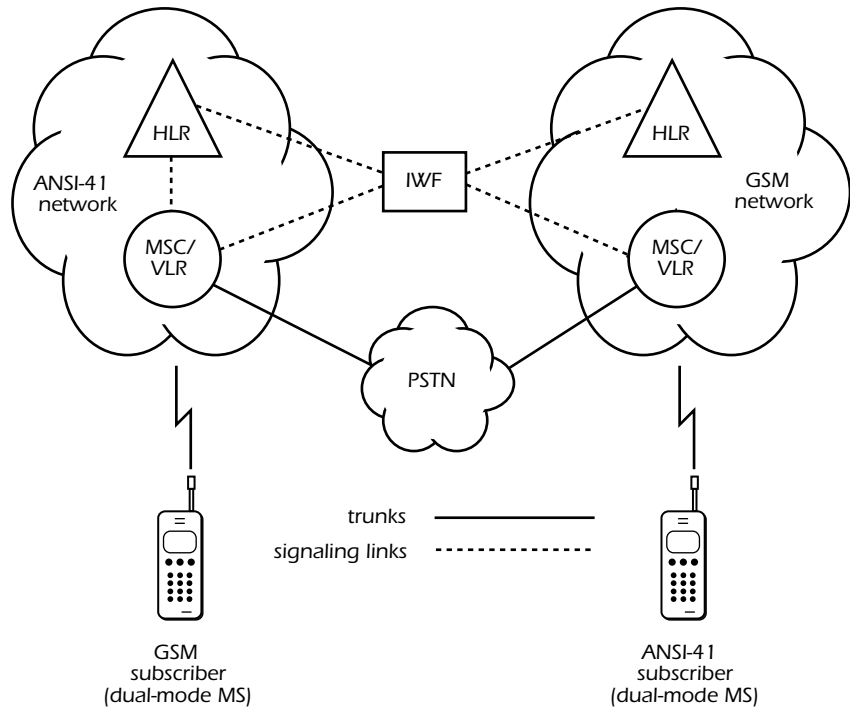 HLR
ANSI-41
network
MSC/
VLR
IWF
HLR
GSM
network
MSC/
VLR
PSTN
trunks
signaling links
GSM
subscriber
(dual-mode MS)
ANSI-41
subscriber
(dual-mode MS)